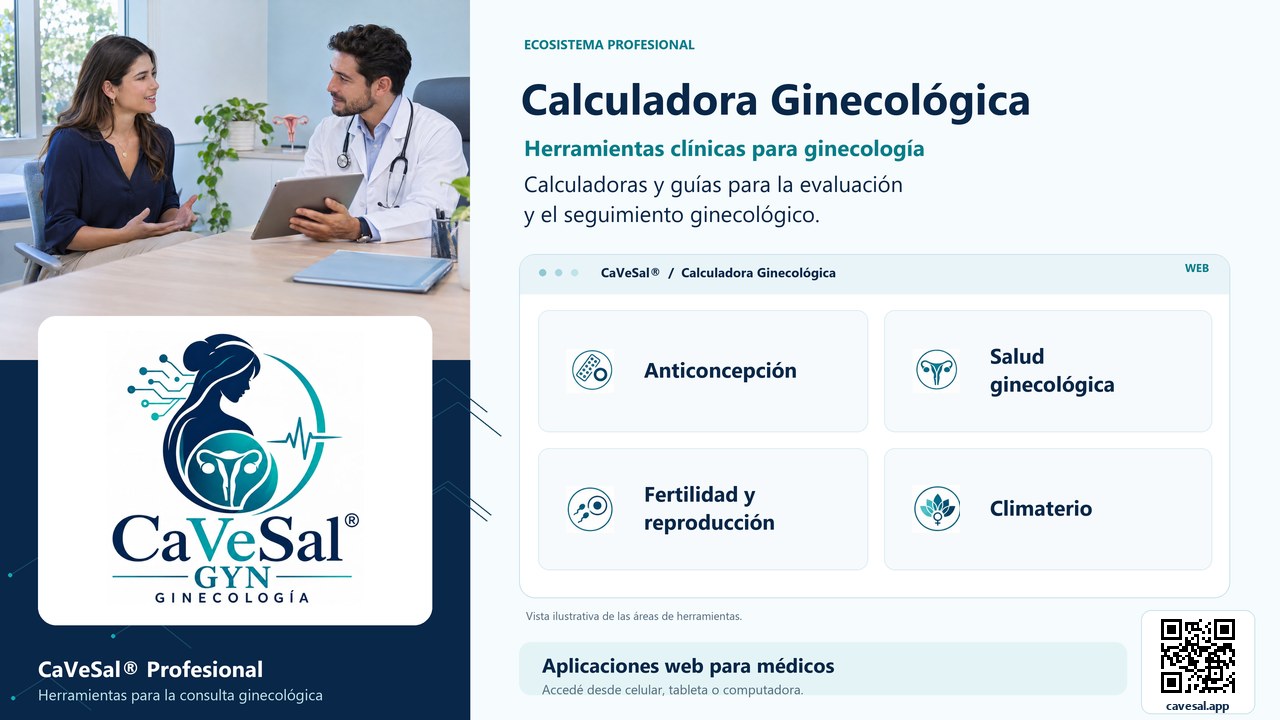 ECOSISTEMA PROFESIONAL
Calculadora Ginecológica
Herramientas clínicas para ginecología
Calculadoras y guías para la evaluación
y el seguimiento ginecológico.
CaVeSal® / Calculadora Ginecológica
WEB
Anticoncepción
Salud
ginecológica
Fertilidad y
reproducción
Climaterio
Vista ilustrativa de las áreas de herramientas.
Aplicaciones web para médicos
Accedé desde celular, tableta o computadora.
cavesal.app
CaVeSal®
GYN
GINECOLOGÍA
CaVeSal® Profesional
Herramientas para la consulta ginecológica